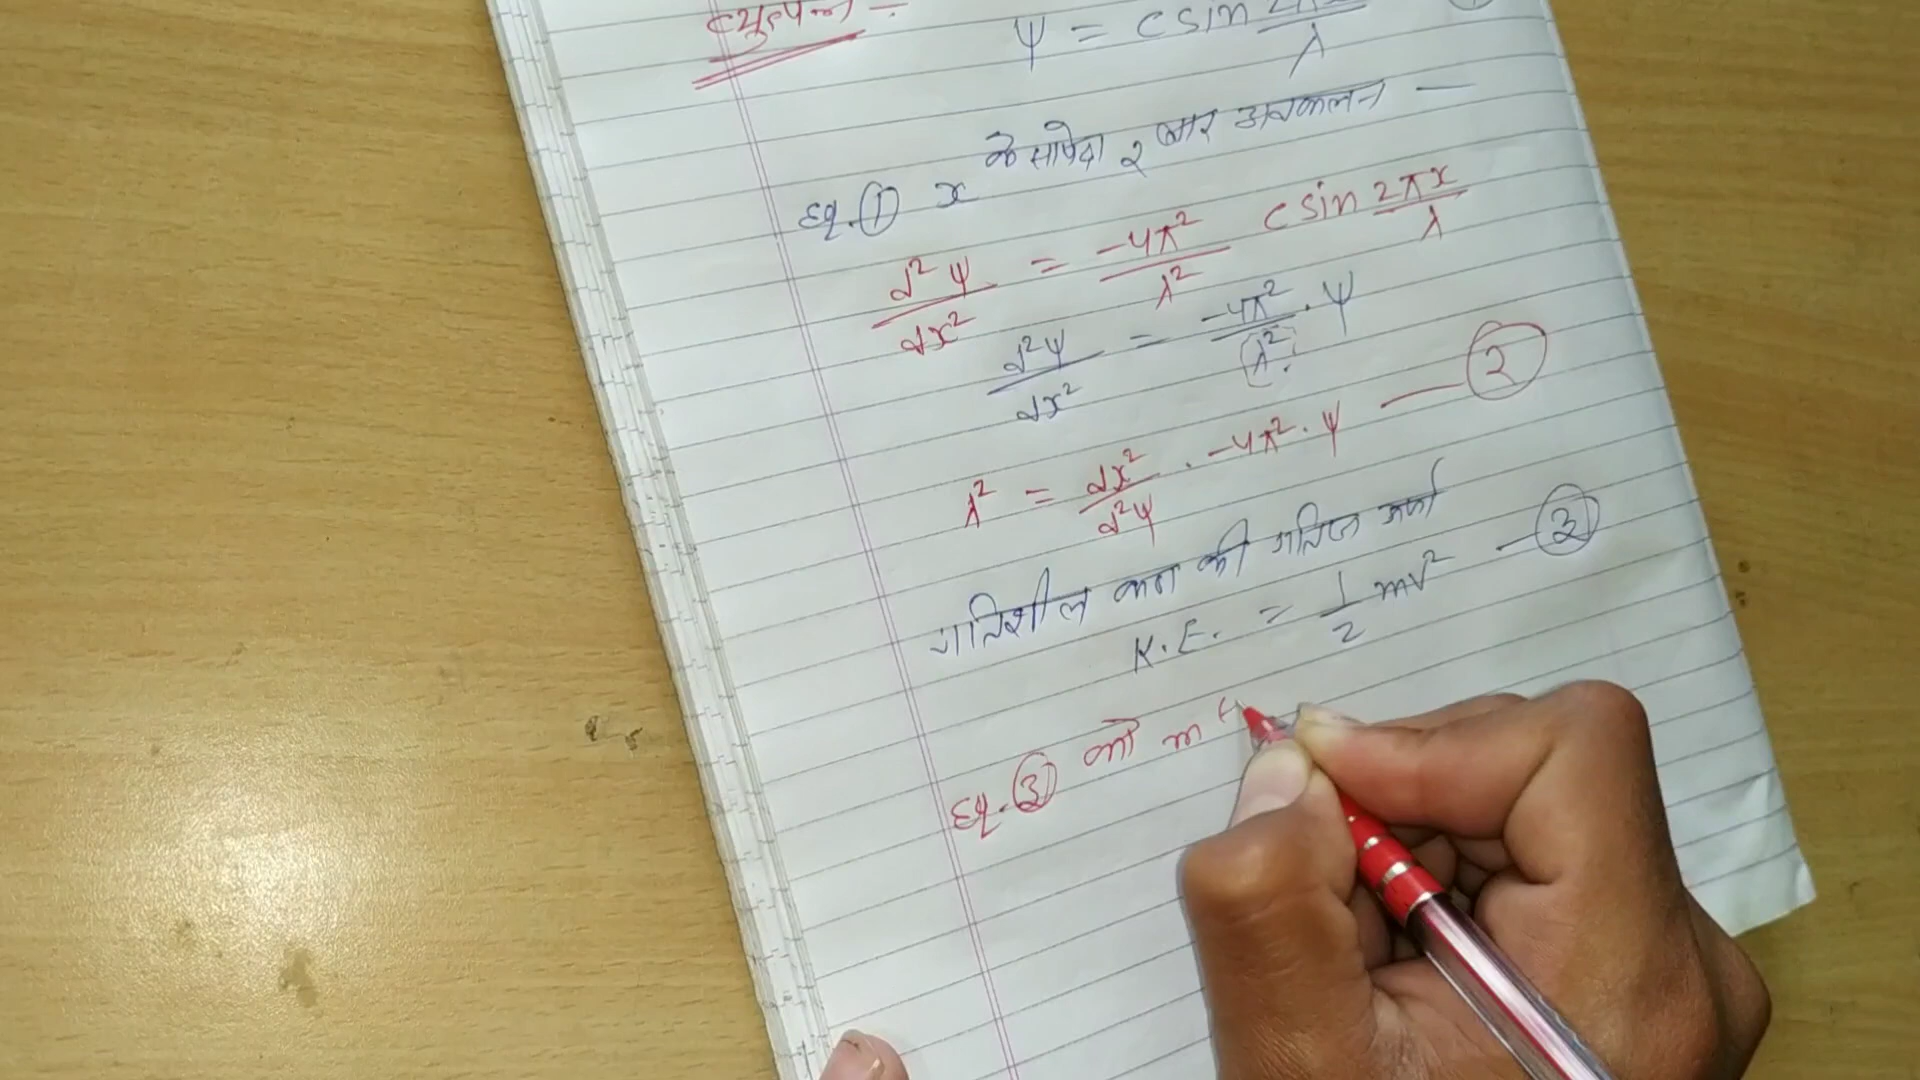 व्युत्पन्न :-
ψ = c sin 2πx/λ
Eq. ① x के सापेक्ष २ बार अवकलन —
d²ψ/dx² = -4π²/λ² c sin 2πx/λ
d²ψ/dx² = -4π²/λ² . ψ
λ² = dx²/d²ψ . -4π² . ψ — ②
गतिशील कण की गतिज ऊर्जा
K.E. = 1/2 mv² — ③
Eq. ③ को m